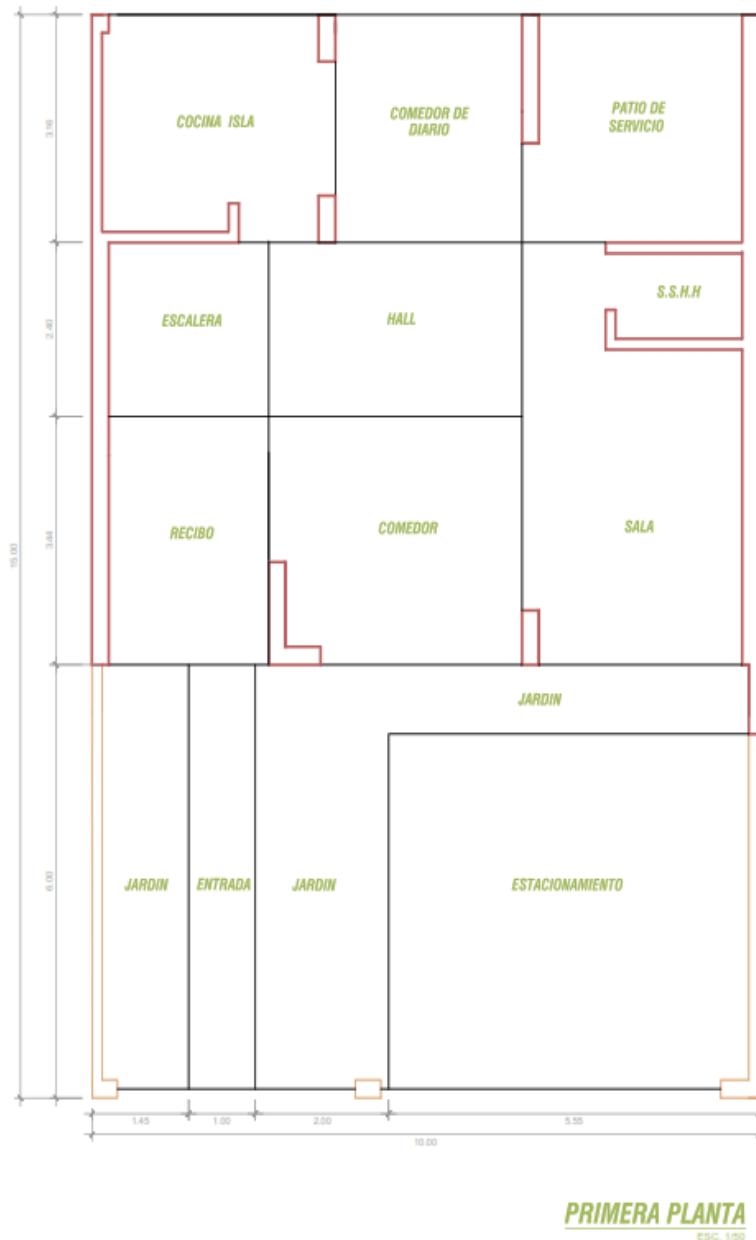 COCINA ISLA
COMEDOR DE
DIARIO
PATIO DE
SERVICIO
3.16
S.S.H.H
ESCALERA
HALL
2.40
RECIBO
COMEDOR
SALA
3.44
15.00
JARDIN
JARDIN
ENTRADA
JARDIN
ESTACIONAMIENTO
6.00
1.45
1.00
2.00
5.55
10.00
PRIMERA PLANTA
ESC. 1/50